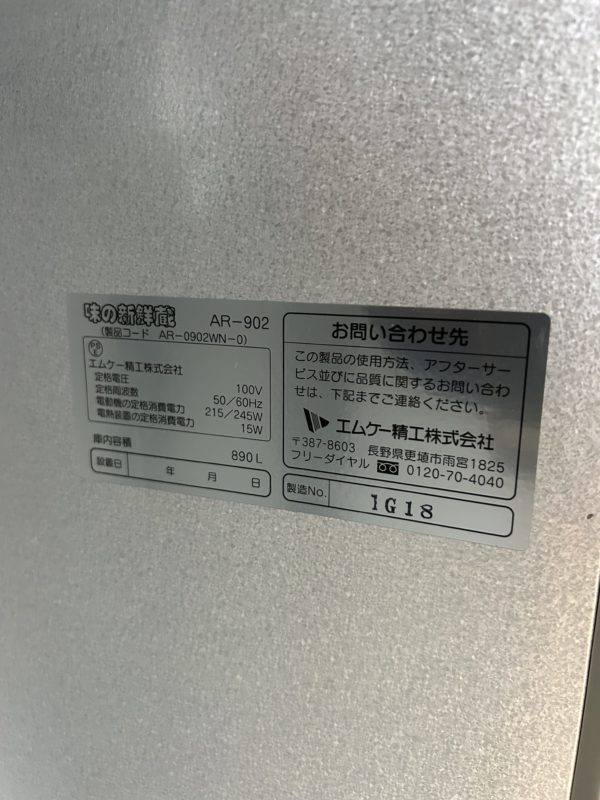 味の新鮮蔵 AR-902
(製品コード AR-0902WN-0)
PSE
エムケー精工株式会社
定格電圧 100V
定格周波数 50/60Hz
電動機の定格消費電力 215/245W
電熱装置の定格消費電力 15W
庫内容積 890L
設置日 年 月 日
お問い合わせ先
この製品の使用方法、アフターサー
ビス並びに品質に関するお問い合わ
せは、下記までご連絡ください。
エムケー精工株式会社
〒387-8603 長野県更埴市雨宮1825
フリーダイヤル 0120-70-4040
製造No. 1G18